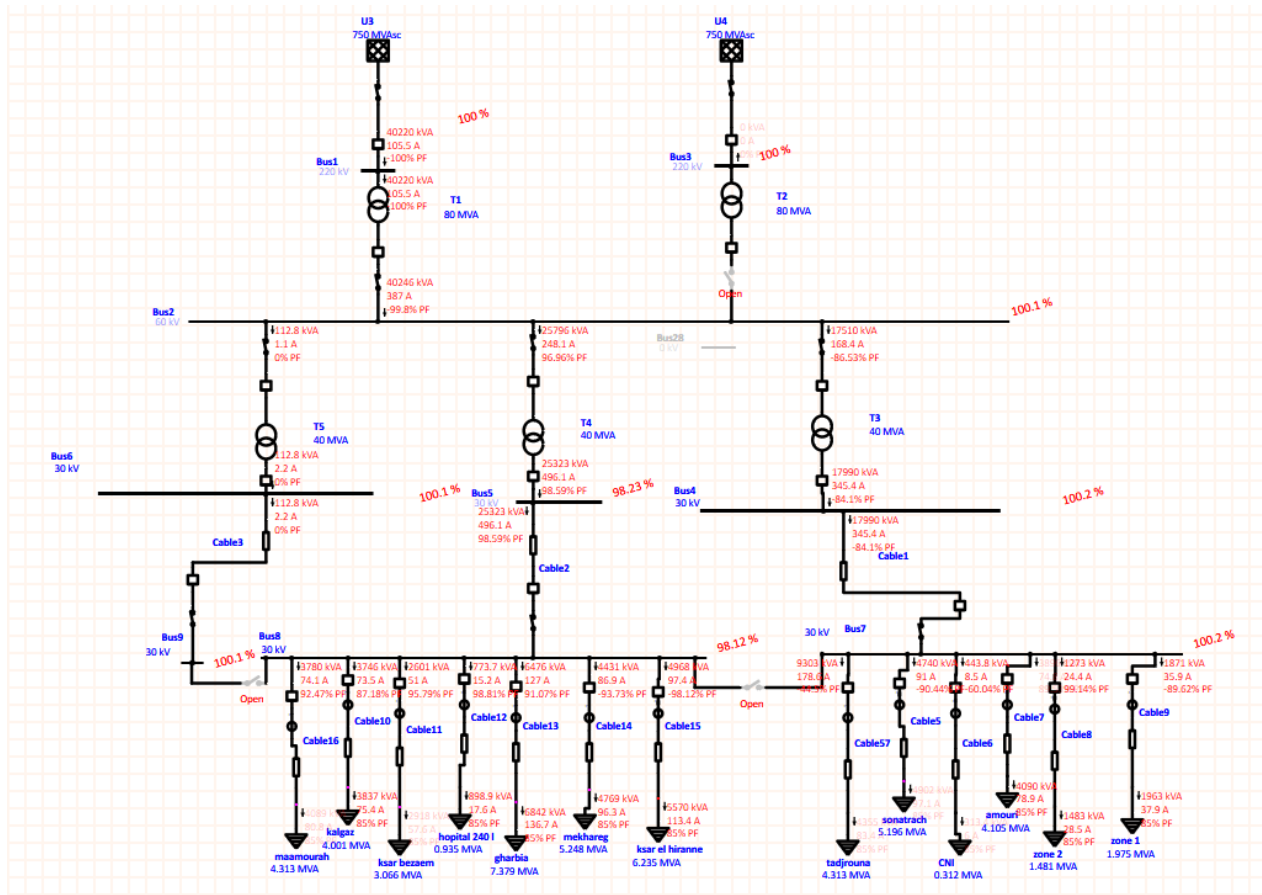 U3
750 MVAsc
U4
750 MVAsc
100 %
40220 kVA
105.5 A
-100% PF
Bus1
220 kV
40220 kVA
105.5 A
-100% PF
T1
80 MVA
Bus3
220 kV
100 %
T2
80 MVA
40246 kVA
387 A
-99.8% PF
Open
Bus2
60 kV
100.1 %
112.8 kVA
1.1 A
0% PF
25796 kVA
248.1 A
96.96% PF
Bus28
0 kV
17510 kVA
168.4 A
-86.53% PF
T5
40 MVA
T4
40 MVA
T3
40 MVA
Bus6
30 kV
112.8 kVA
2.2 A
0% PF
100.1 %
25323 kVA
496.1 A
98.59% PF
Bus5
30 kV
98.23 %
17990 kVA
345.4 A
-84.1% PF
Bus4
30 kV
100.2 %
112.8 kVA
2.2 A
0% PF
25323 kVA
496.1 A
98.59% PF
17990 kVA
345.4 A
-84.1% PF
Cable3
Cable2
Cable1
Bus9
30 kV
100.1 %
Bus8
30 kV
98.12 %
30 kV
Bus7
100.2 %
Open
Open
3780 kVA
74.1 A
92.47% PF
3746 kVA
73.5 A
87.18% PF
2601 kVA
51 A
95.79% PF
773.7 kVA
15.2 A
98.81% PF
6476 kVA
127 A
91.07% PF
4431 kVA
86.9 A
-93.73% PF
4968 kVA
97.4 A
-98.12% PF
9303 kVA
178.6 A
-44.5% PF
4740 kVA
91 A
-90.44% PF
443.8 kVA
8.5 A
-60.04% PF
1273 kVA
24.4 A
99.14% PF
1871 kVA
35.9 A
-89.62% PF
Cable16
Cable10
Cable11
Cable12
Cable13
Cable14
Cable15
Cable57
Cable5
Cable6
Cable7
Cable8
Cable9
3837 kVA
75.4 A
85% PF
898.9 kVA
17.6 A
85% PF
6842 kVA
136.7 A
85% PF
4769 kVA
96.3 A
85% PF
5570 kVA
113.4 A
85% PF
4090 kVA
78.9 A
85% PF
1483 kVA
28.5 A
85% PF
1963 kVA
37.9 A
85% PF
maamourah
4.313 MVA
kalgaz
4.001 MVA
ksar bezaem
3.066 MVA
hopital 240 l
0.935 MVA
gharbia
7.379 MVA
mekhareg
5.248 MVA
ksar el hiranne
6.235 MVA
tadjrouna
4.313 MVA
sonatrach
5.196 MVA
CNI
0.312 MVA
amouri
4.105 MVA
zone 2
1.481 MVA
zone 1
1.975 MVA